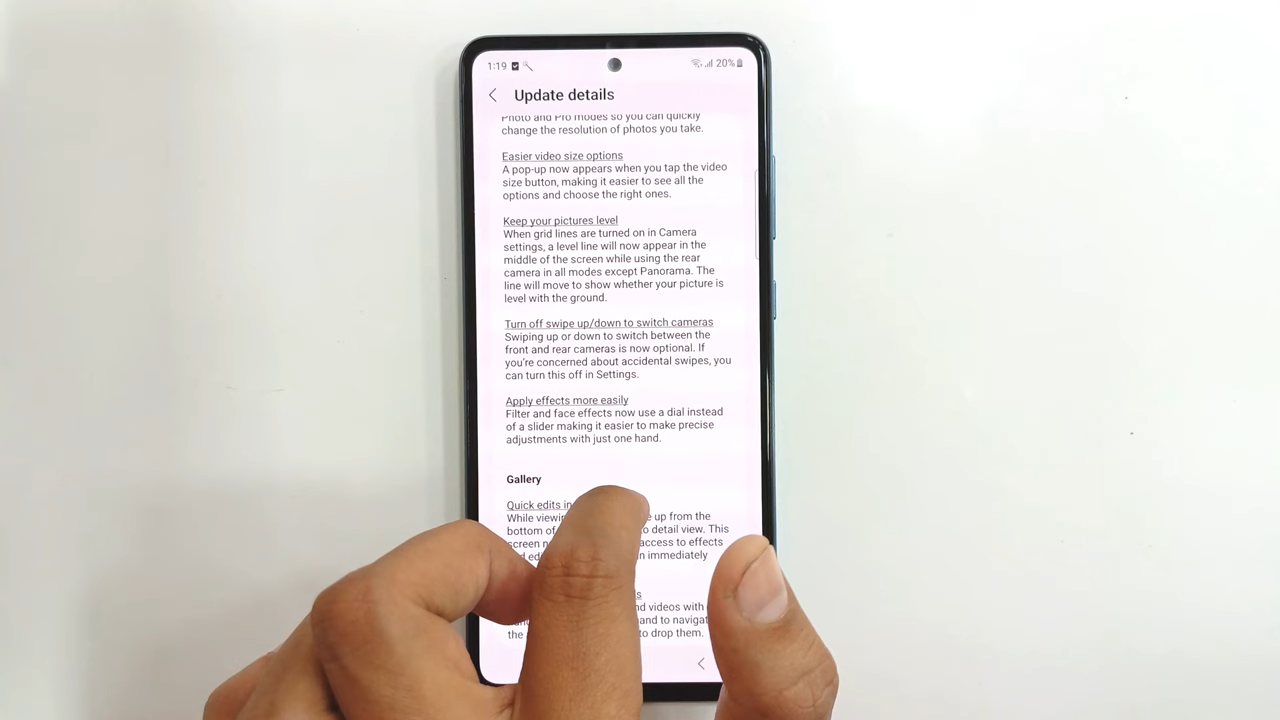 1:19
20%
Update details
Photo and Pro modes so you can quickly
change the resolution of photos you take.
Easier video size options
A pop-up now appears when you tap the video
size button, making it easier to see all the
options and choose the right ones.
Keep your pictures level
When grid lines are turned on in Camera
settings, a level line will now appear in the
middle of the screen while using the rear
camera in all modes except Panorama. The
line will move to show whether your picture is
level with the ground.
Turn off swipe up/down to switch cameras
Swiping up or down to switch between the
front and rear cameras is now optional. If
you're concerned about accidental swipes, you
can turn this off in Settings.
Apply effects more easily
Filter and face effects now use a dial instead
of a slider making it easier to make precise
adjustments with just one hand.
Gallery
Quick edits in
While viewin e up from the
bottom of o detail view. This
screen access to effects
immediately
nd videos with
and to navigat
the to drop them.